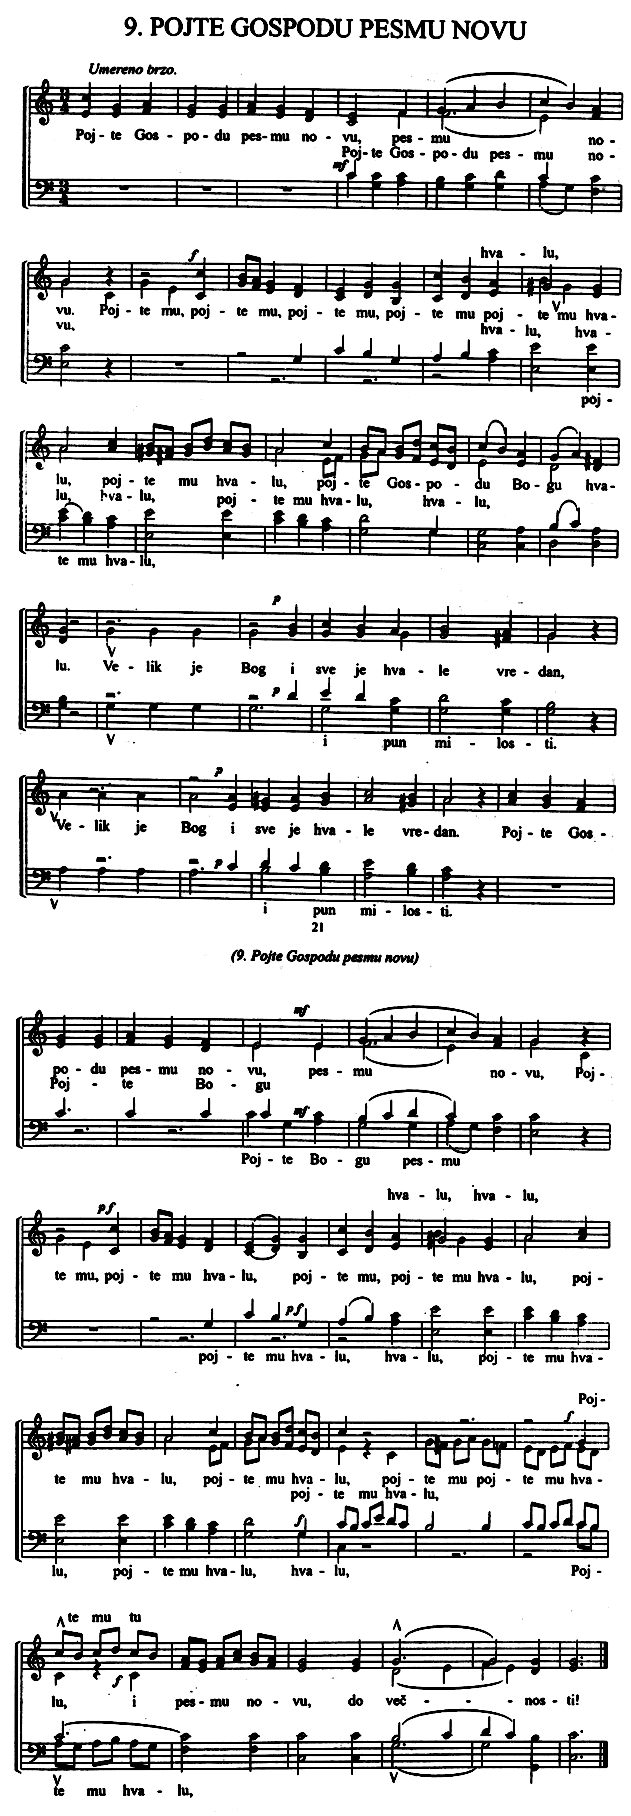 9. POJTE GOSPODU PESMU NOVU
Umereno brzo.
Poj - te Gos - po - du pes - mu no - vu, pes - mu no -
Poj - te Gos - po - du pes - mu no -
mf
f
hva - lu,
vu. Poj - te mu, poj - te mu, poj - te mu, poj - te mu poj - te mu hva -
vu, hva - lu, hva -
poj -
lu, poj - te mu hva - lu, poj - te Gos - po - du Bo - gu hva -
lu, hva - lu, poj - te mu hva - lu, hva - lu,
te mu hva - lu,
p
lu. Ve - lik je Bog i sve je hva - le vre - dan,
p
i pun mi - los - ti.
p
Ve - lik je Bog i sve je hva - le vre - dan. Poj - te Gos -
p
i pun mi - los - ti.
21
(9. Pojte Gospodu pesmu novu)
mf
po - du pes - mu no - vu, pes - mu no - vu, Poj -
Poj - te Bo - gu
mf
Poj - te Bo - gu pes - mu
hva - lu, hva - lu,
pf
te mu, poj - te mu hva - lu, poj - te mu, poj - te mu hva - lu, poj -
pf
poj - te mu hva - lu, hva - lu, poj - te mu hva -
Poj -
f
te mu hva - lu, poj - te mu hva - lu, poj - te mu poj - te mu hva -
poj - te mu hva - lu,
f
lu, poj - te mu hva - lu, hva - lu, Poj -
te mu tu
f
lu, i pes - mu no - vu, do več - - - nos - ti!
te mu hva - lu,